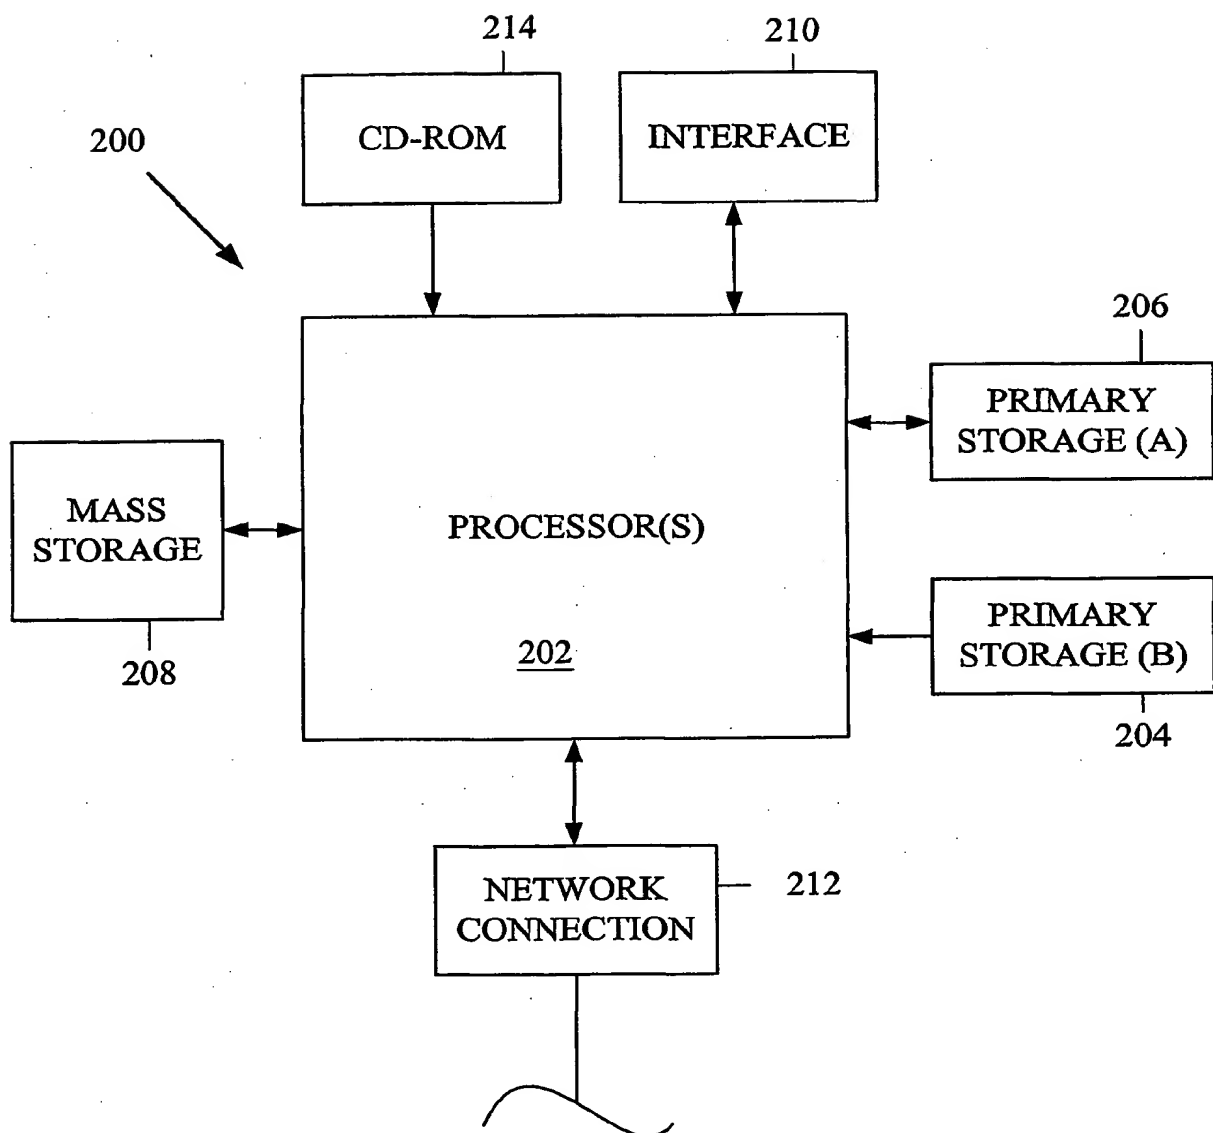 214
210
CD-ROM
INTERFACE
200
206
PRIMARY
STORAGE (A)
MASS
STORAGE
208
PROCESSOR(S)
202
PRIMARY
STORAGE (B)
204
NETWORK
CONNECTION
212